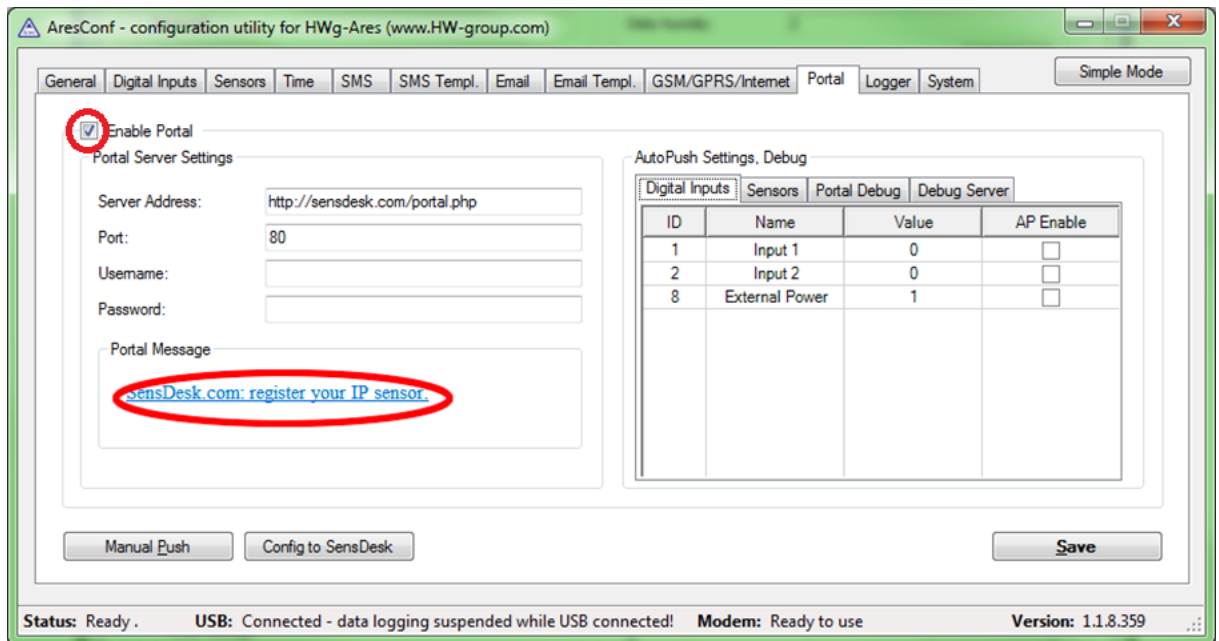 AresConf - configuration utility for HWg-Ares (www.HW-group.com)
Simple Mode
General Digital Inputs Sensors Time SMS SMS Templ. Email Email Templ. GSM/GPRS/Internet Portal Logger System
Enable Portal
Portal Server Settings
Server Address: http://sensdesk.com/portal.php
Port: 80
Username:
Password:
Portal Message
SensDesk.com: register your IP sensor.
AutoPush Settings, Debug
Digital Inputs Sensors Portal Debug Debug Server
ID Name Value AP Enable
1 Input 1 0
2 Input 2 0
8 External Power 1
Manual Push Config to SensDesk Save
Status: Ready . USB: Connected - data logging suspended while USB connected! Modem: Ready to use Version: 1.1.8.359